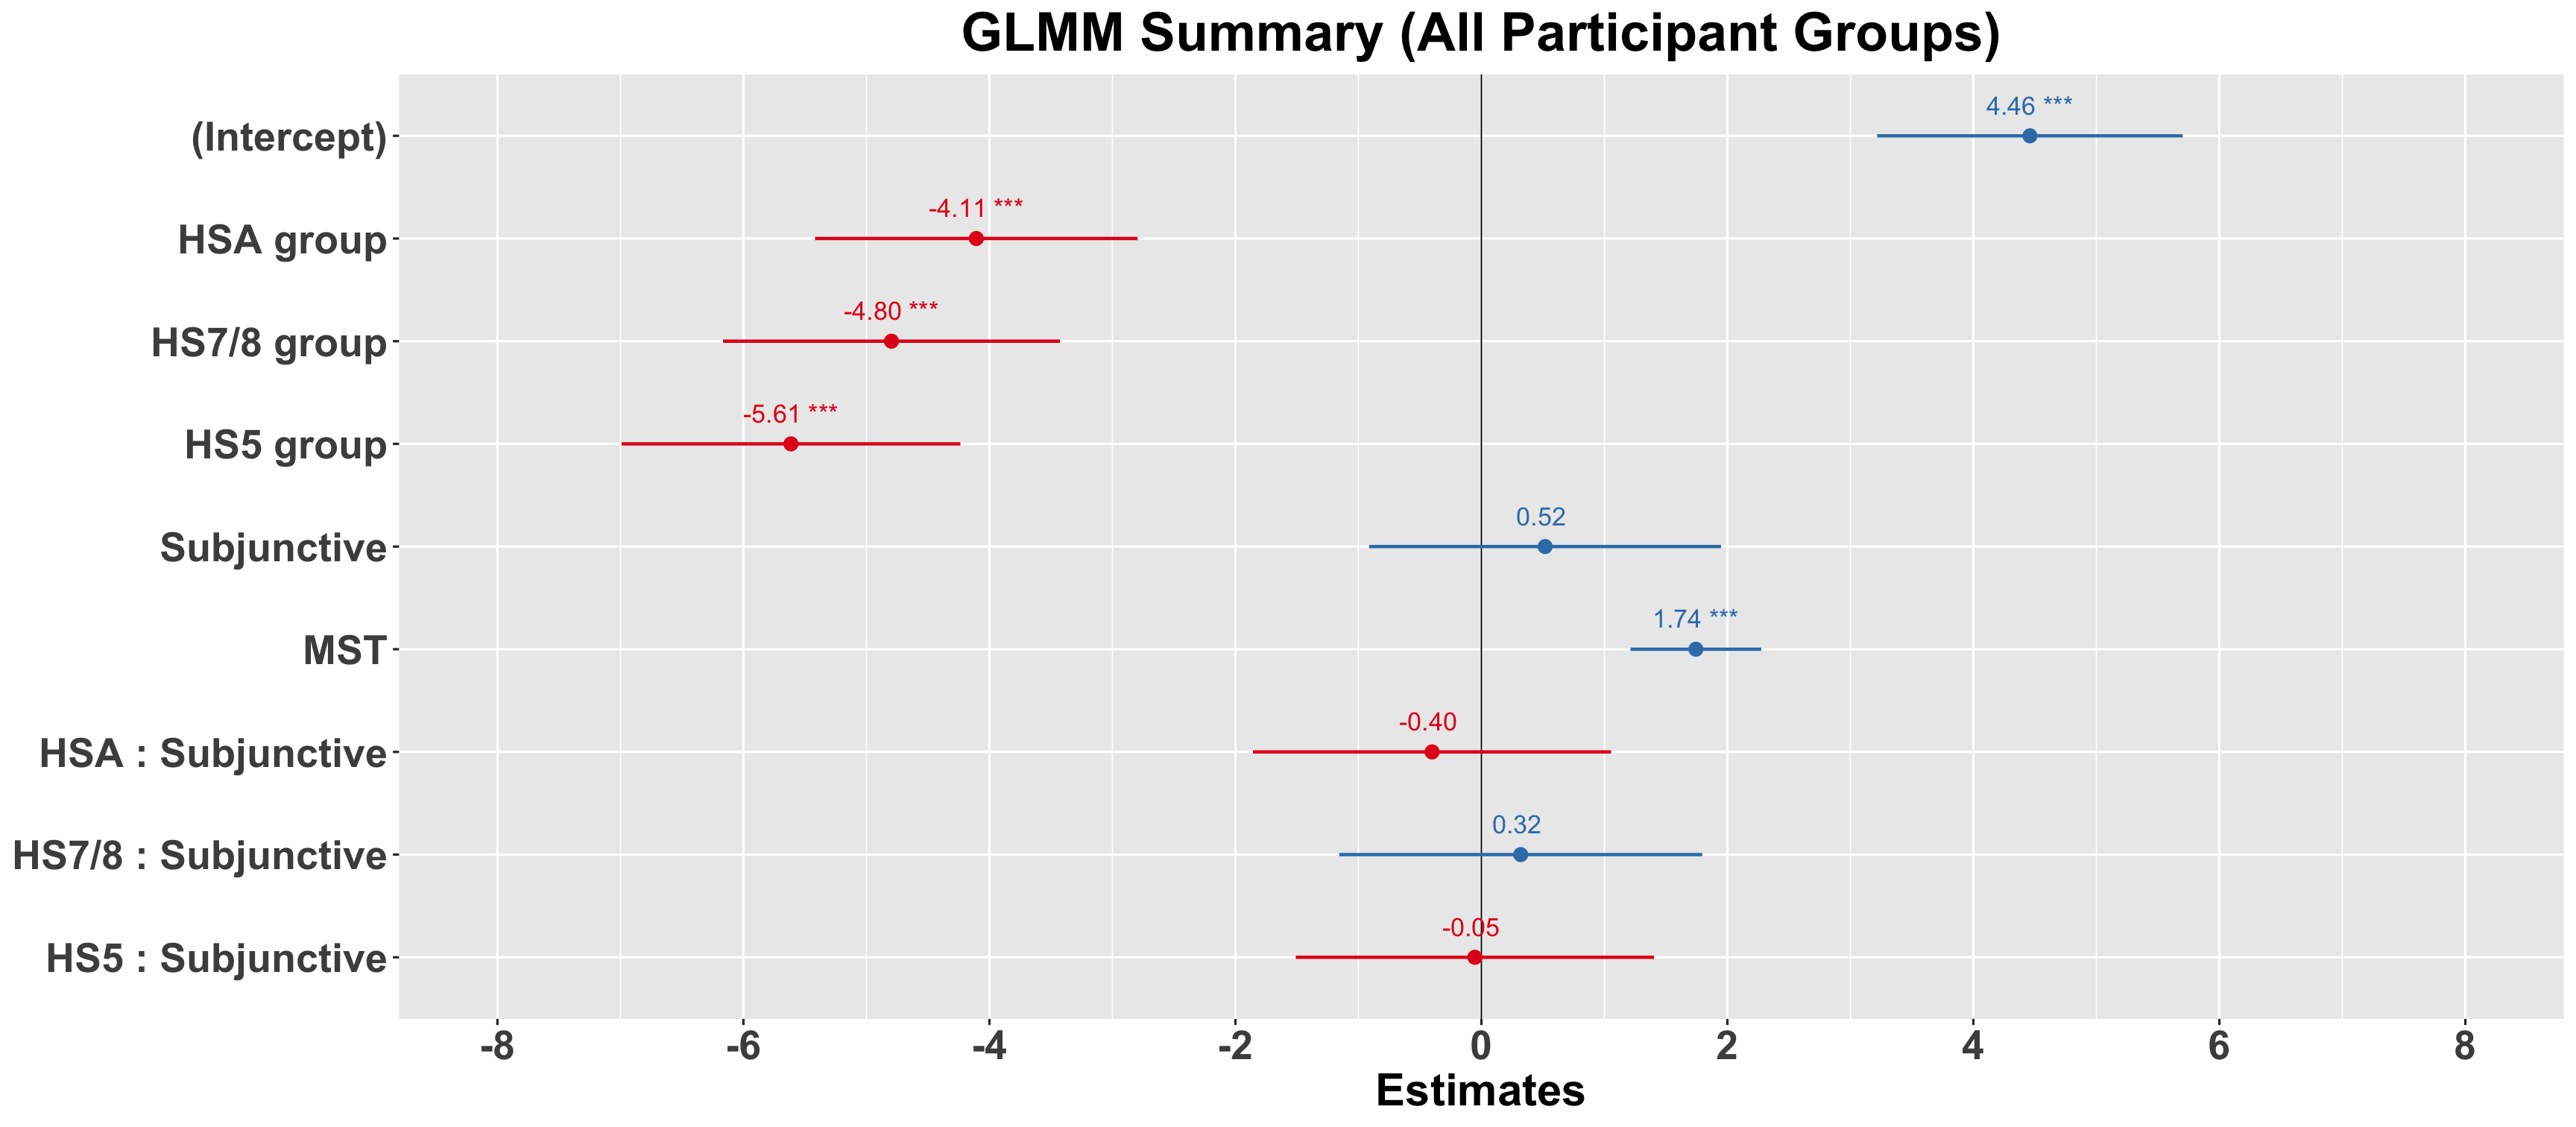 GLMM Summary (All Participant Groups)
(Intercept)
4.46 ***
HSA group
-4.11 ***
HS7/8 group
-4.80 ***
HS5 group
-5.61 ***
Subjunctive
0.52
MST
1.74 ***
HSA : Subjunctive
-0.40
HS7/8 : Subjunctive
0.32
HS5 : Subjunctive
-0.05
-8 -6 -4 -2 0 2 4 6 8
Estimates